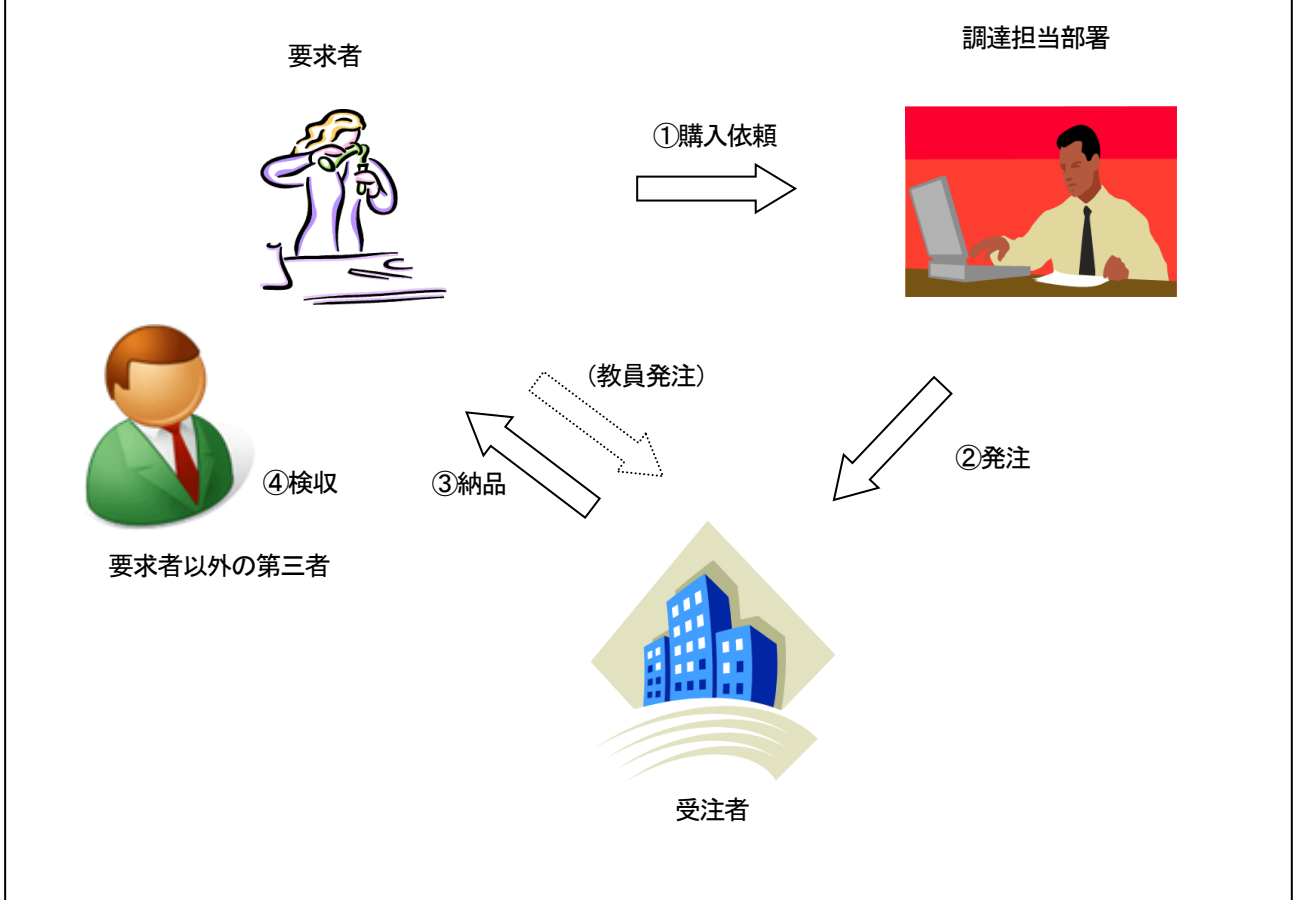 要求者
調達担当部署
①購入依頼
（教員発注）
②発注
③納品
④検収
要求者以外の第三者
受注者